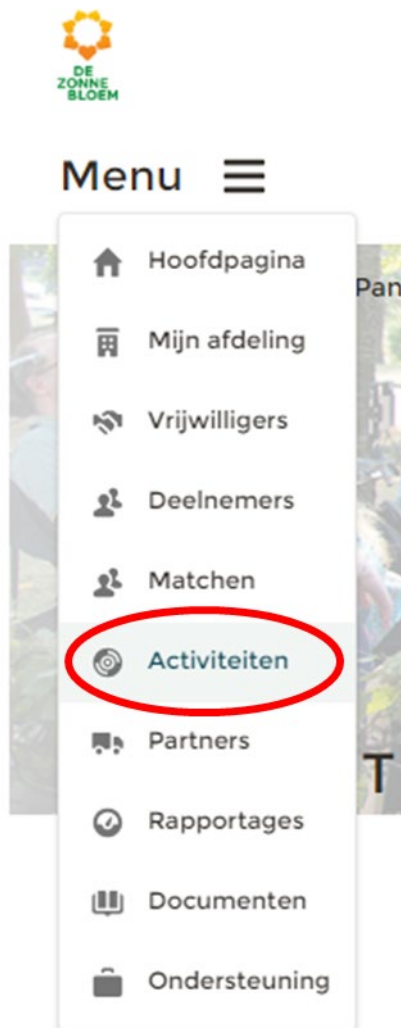 DE
ZONNE
BLOEM
Menu
Hoofdpagina
Pan
Mijn afdeling
Vrijwilligers
Deelnemers
Matchen
Activiteiten
Partners
T
Rapportages
Documenten
Ondersteuning